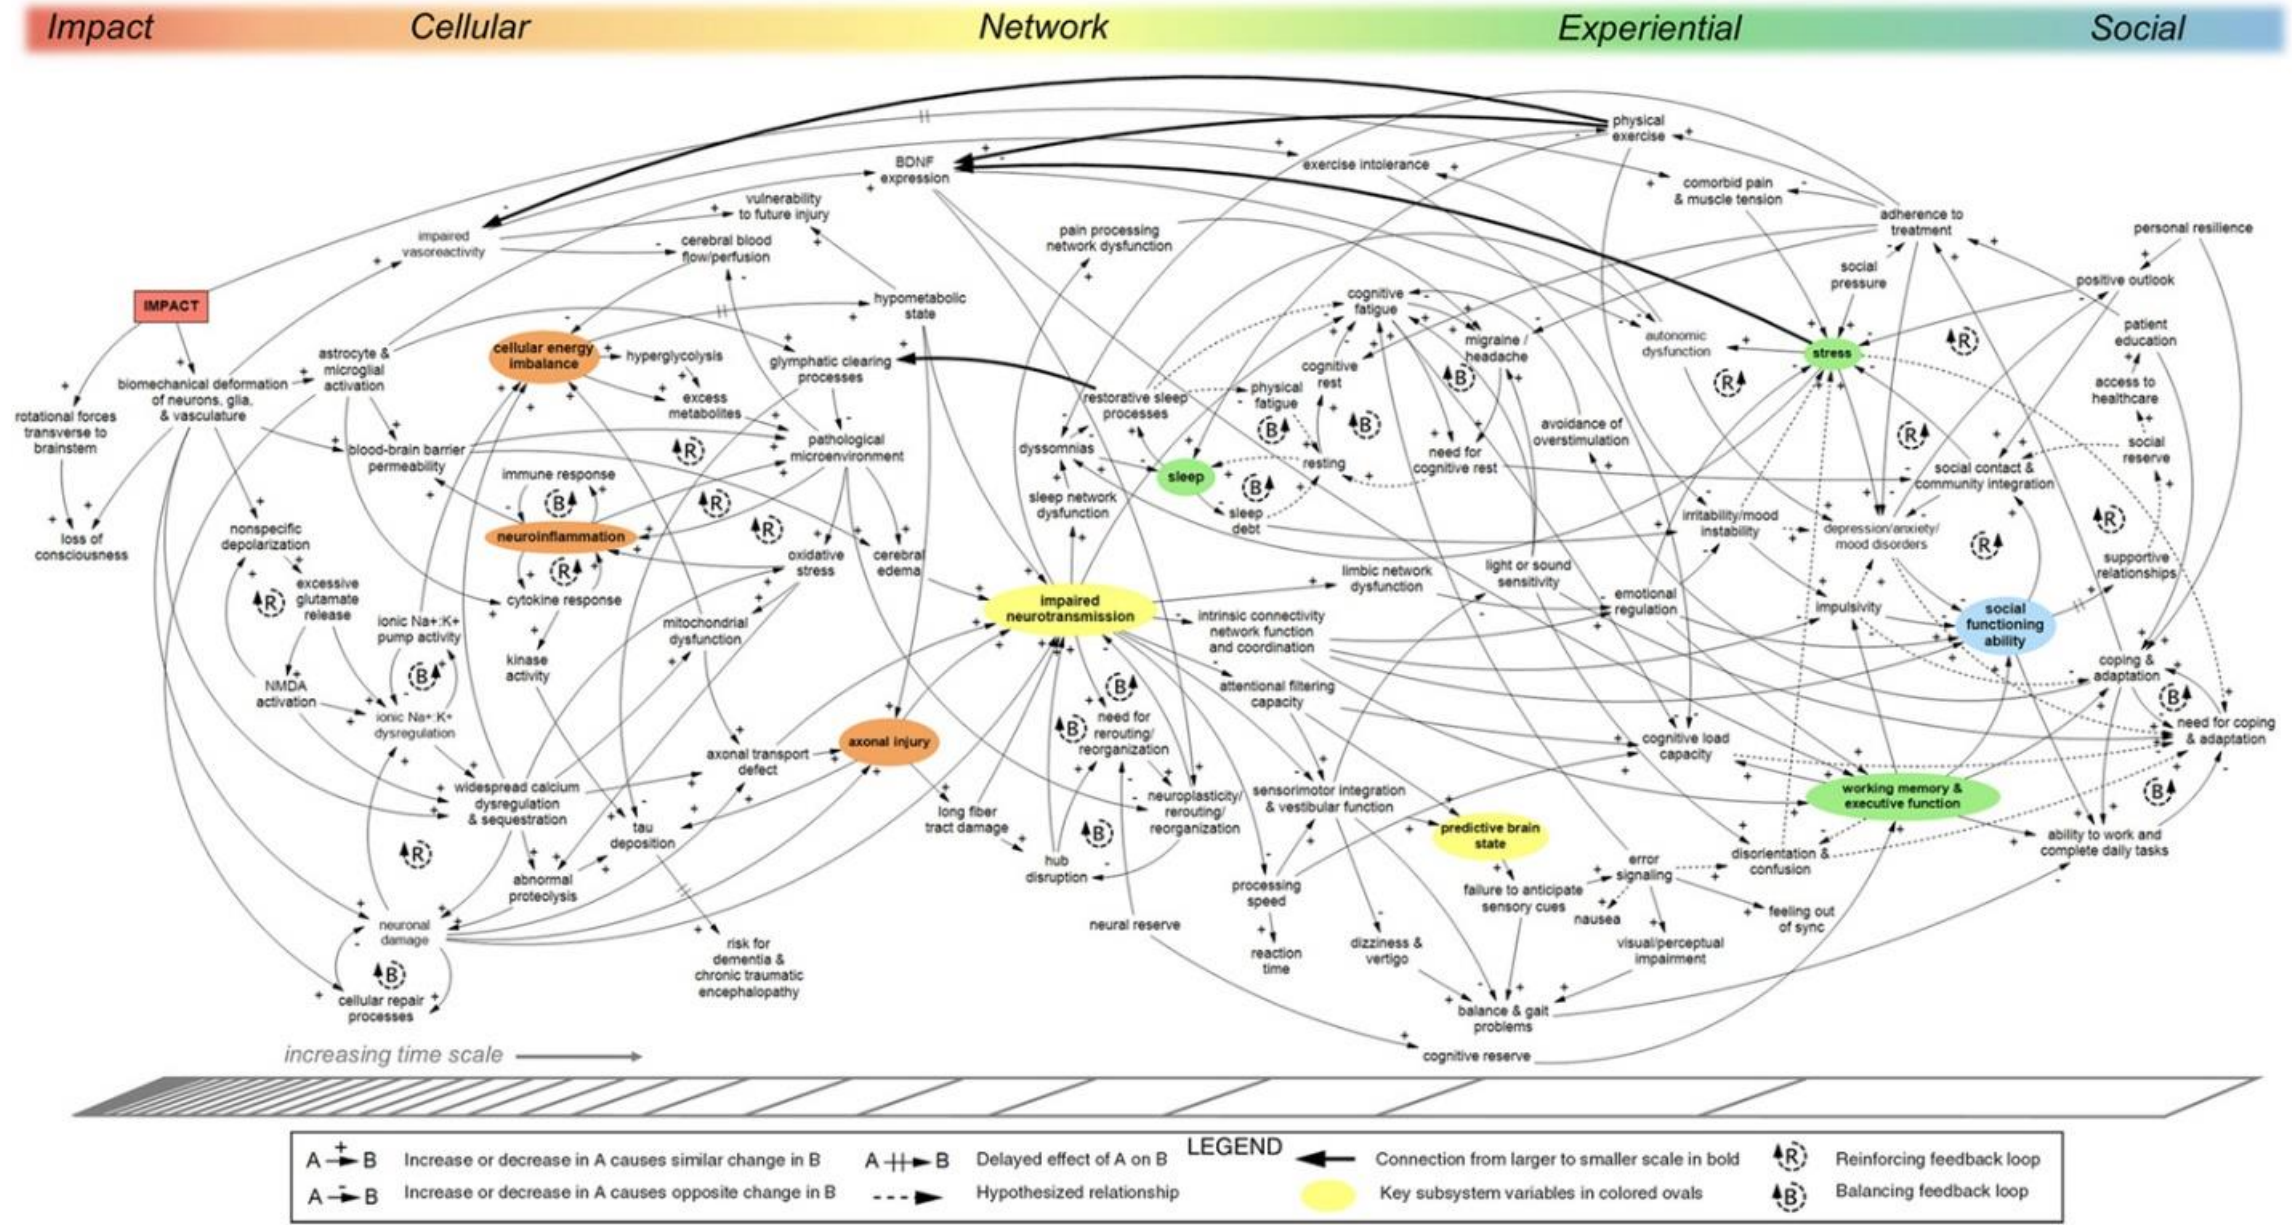 Impact
Cellular
Network
Experiential
Social
physical
exercise
BDNF
expression
exercise intolerance
comorbid pain
& muscle tension
vulnerability
to future injury
adherence to
treatment
personal resilience
impaired
vasoreactivity
cerebral blood
flow/perfusion
pain processing
network dysfunction
social
pressure
positive outlook
IMPACT
hypometabolic
state
cognitive
fatigue
patient
education
autonomic
dysfunction
migraine /
headache
stress
astrocyte &
microglial
activation
cellular energy
imbalance
hyperglycolysis
glymphatic clearing
processes
cognitive
rest
biomechanical deformation
of neurons, glia,
& vasculature
excess
metabolites
restorative sleep
processes
physical
fatigue
access to
healthcare
rotational forces
transverse to
brainstem
avoidance of
overstimulation
blood-brain barrier
permeability
pathological
microenvironment
dyssomnias
need for
cognitive rest
social
reserve
immune response
sleep
resting
social contact &
community integration
sleep network
dysfunction
sleep
debt
irritability/mood
instability
nonspecific
depolarization
neuroinflammation
depression/anxiety/
mood disorders
loss of
consciousness
oxidative
stress
cerebral
edema
supportive
relationships
light or sound
sensitivity
limbic network
dysfunction
excessive
glutamate
release
cytokine response
impaired
neurotransmission
emotional
regulation
impulsivity
social
functioning
ability
ionic Na+:K+
pump activity
mitochondrial
dysfunction
intrinsic connectivity
network function
and coordination
kinase
activity
coping &
adaptation
NMDA
activation
attentional filtering
capacity
ionic Na+:K+
dysregulation
need for
rerouting/
reorganization
need for coping
& adaptation
axonal injury
cognitive load
capacity
axonal transport
defect
widespread calcium
dysregulation
& sequestration
sensorimotor integration
& vestibular function
working memory &
executive function
neuroplasticity/
rerouting/
reorganization
long fiber
tract damage
tau
deposition
predictive brain
state
ability to work and
complete daily tasks
hub
disruption
disorientation &
confusion
error
signaling
abnormal
proteolysis
processing
speed
failure to anticipate
sensory cues
nausea
feeling out
of sync
neuronal
damage
neural reserve
risk for
dementia &
chronic traumatic
encephalopathy
reaction
time
dizziness &
vertigo
visual/perceptual
impairment
cellular repair
processes
balance & gait
problems
cognitive reserve
increasing time scale
LEGEND
A + B Increase or decrease in A causes similar change in B
A - B Increase or decrease in A causes opposite change in B
A B Delayed effect of A on B
Hypothesized relationship
Connection from larger to smaller scale in bold
Key subsystem variables in colored ovals
R Reinforcing feedback loop
B Balancing feedback loop